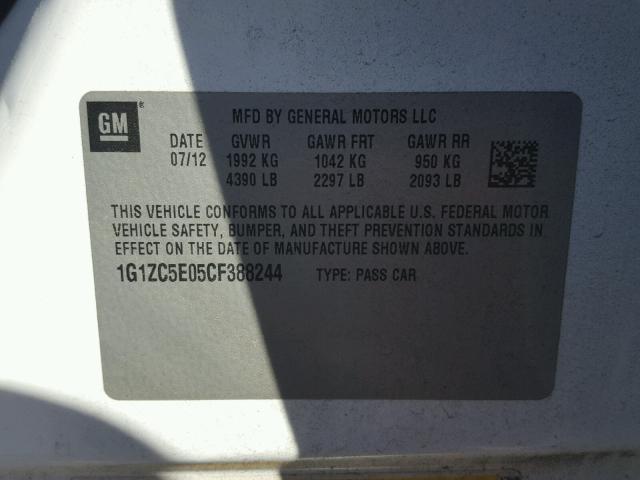 GM
®
MFD BY GENERAL MOTORS LLC
DATE GVWR GAWR FRT GAWR RR
07/12 1992 KG 1042 KG 950 KG
4390 LB 2297 LB 2093 LB
THIS VEHICLE CONFORMS TO ALL APPLICABLE U.S. FEDERAL MOTOR
VEHICLE SAFETY, BUMPER, AND THEFT PREVENTION STANDARDS IN
EFFECT ON THE DATE OF MANUFACTURE SHOWN ABOVE.
1G1ZC5E05CF388244 TYPE: PASS CAR